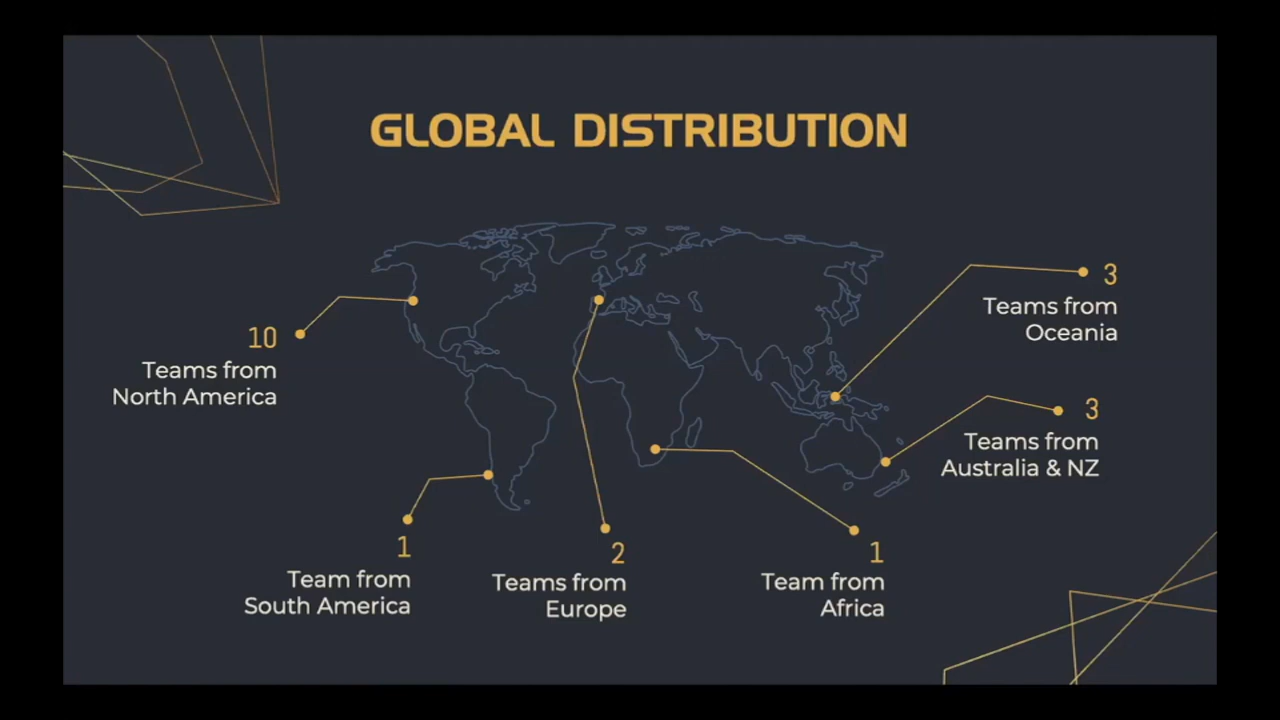 GLOBAL DISTRIBUTION
10
Teams from
North America
1
Team from
South America
2
Teams from
Europe
1
Team from
Africa
3
Teams from
Oceania
3
Teams from
Australia & NZ